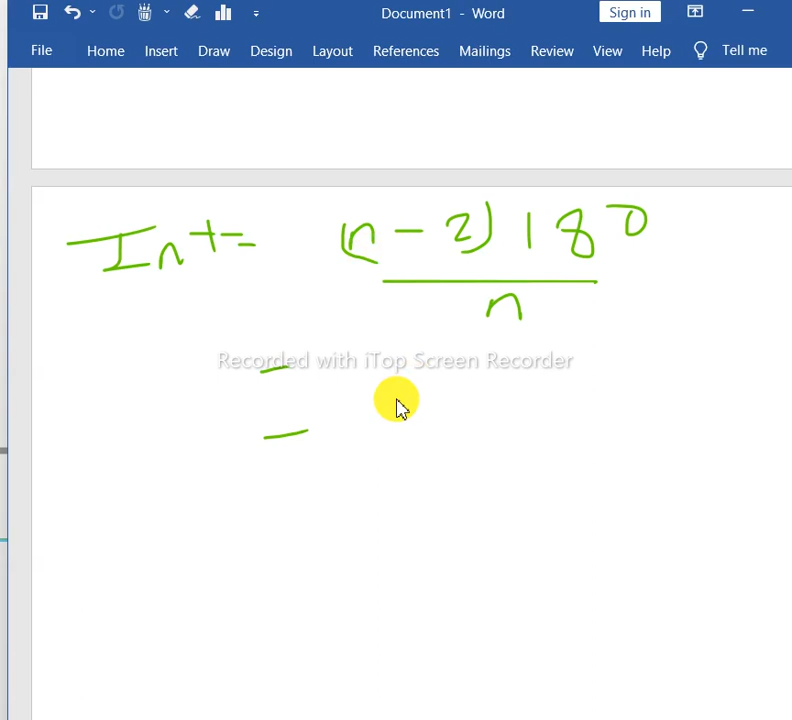 Document1 - Word
Sign in
File Home Insert Draw Design Layout References Mailings Review View Help Tell me
Int = (n - 2) 180
n
Recorded with iTop Screen Recorder
=